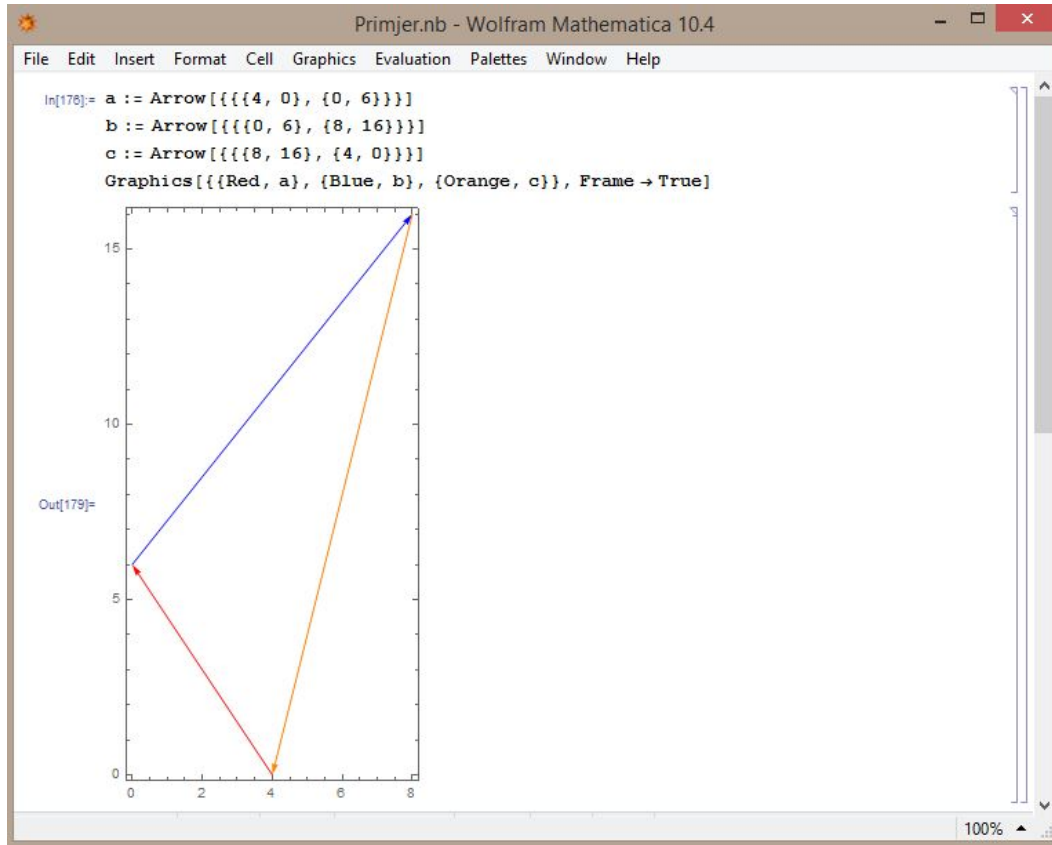 Primjer.nb - Wolfram Mathematica 10.4
File Edit Insert Format Cell Graphics Evaluation Palettes Window Help
In[176]:= a := Arrow[{{{4, 0}, {0, 6}}}]
b := Arrow[{{{0, 6}, {8, 16}}}]
c := Arrow[{{{8, 16}, {4, 0}}}]
Graphics[{{Red, a}, {Blue, b}, {Orange, c}}, Frame → True]
15
10
Out[179]=
5
0
0 2 4 6 8
100%